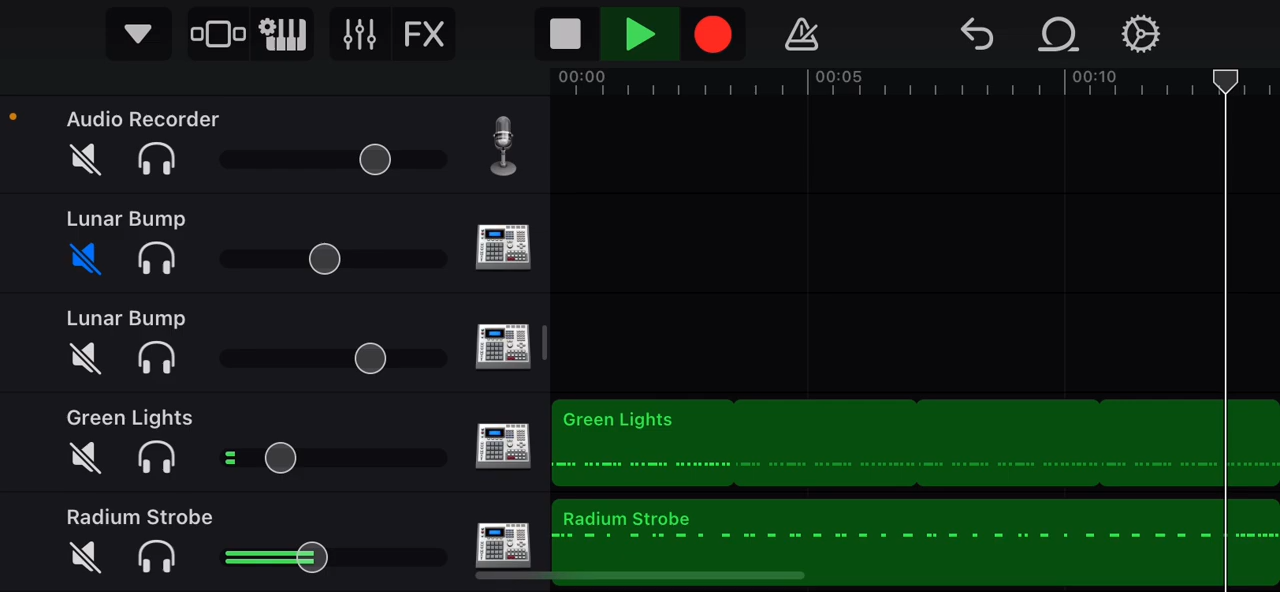 FX
00:00
00:05
00:10
Audio Recorder
Lunar Bump
Lunar Bump
Green Lights
Green Lights
Radium Strobe
Radium Strobe